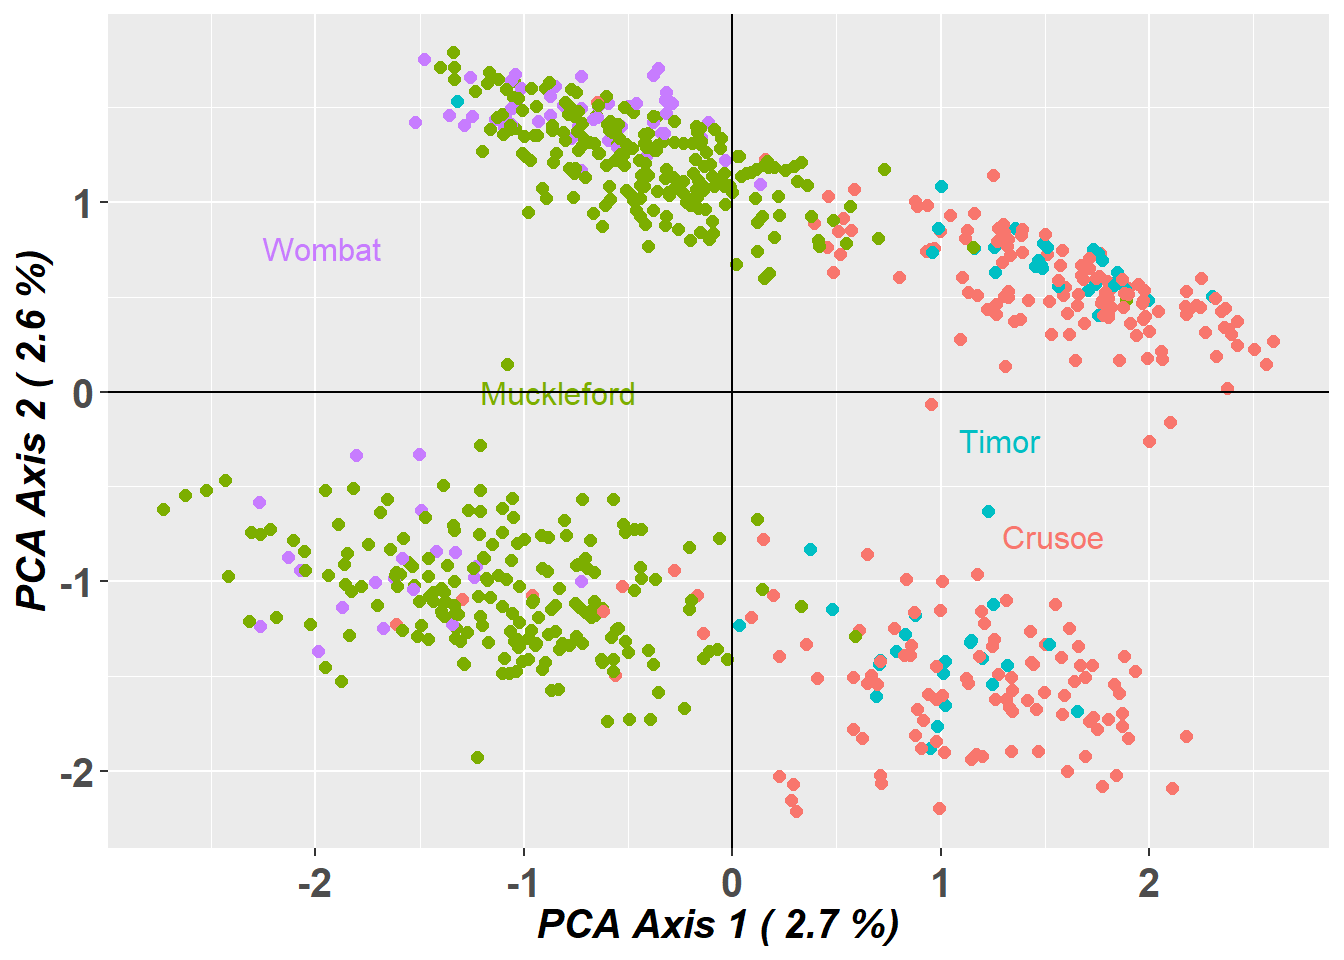 PCA Axis 2 ( 2.6 %)
1
0
-1
-2
Wombat
Muckleford
Timor
Crusoe
-2
-1
0
1
2
PCA Axis 1 ( 2.7 %)